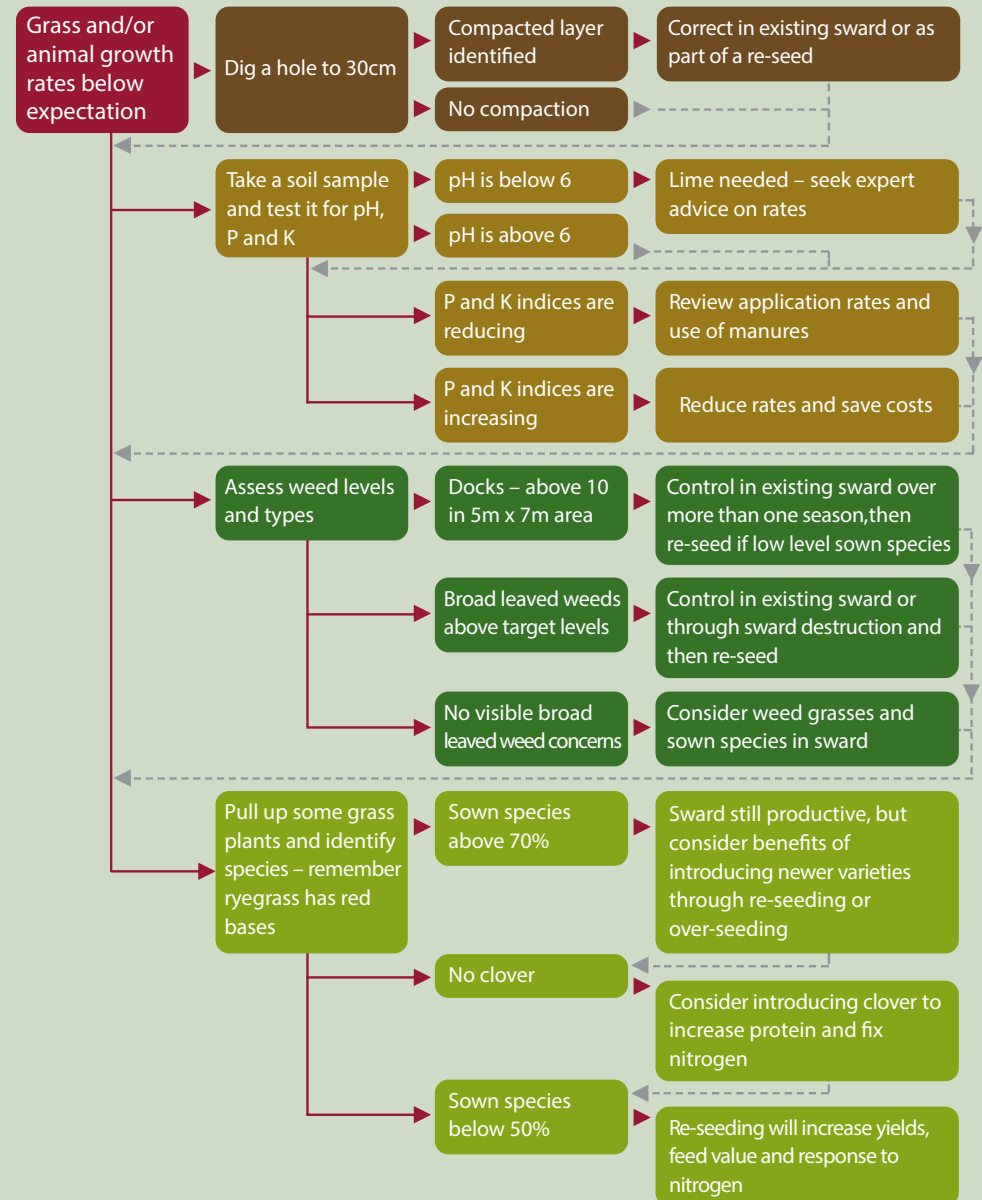 Grass and/or
animal growth
rates below
expectation
Dig a hole to 30cm
Compacted layer
identified
Correct in existing sward or as
part of a re-seed
No compaction
Take a soil sample
and test it for pH,
P and K
pH is below 6
Lime needed – seek expert
advice on rates
pH is above 6
P and K indices are
reducing
Review application rates and
use of manures
P and K indices are
increasing
Reduce rates and save costs
Assess weed levels
and types
Docks – above 10
in 5m x 7m area
Control in existing sward over
more than one season,then
re-seed if low level sown species
Broad leaved weeds
above target levels
Control in existing sward or
through sward destruction and
then re-seed
No visible broad
leaved weed concerns
Consider weed grasses and
sown species in sward
Pull up some grass
plants and identify
species – remember
ryegrass has red
bases
Sown species
above 70%
Sward still productive, but
consider benefits of
introducing newer varieties
through re-seeding or
over-seeding
No clover
Consider introducing clover to
increase protein and fix
nitrogen
Sown species
below 50%
Re-seeding will increase yields,
feed value and response to
nitrogen